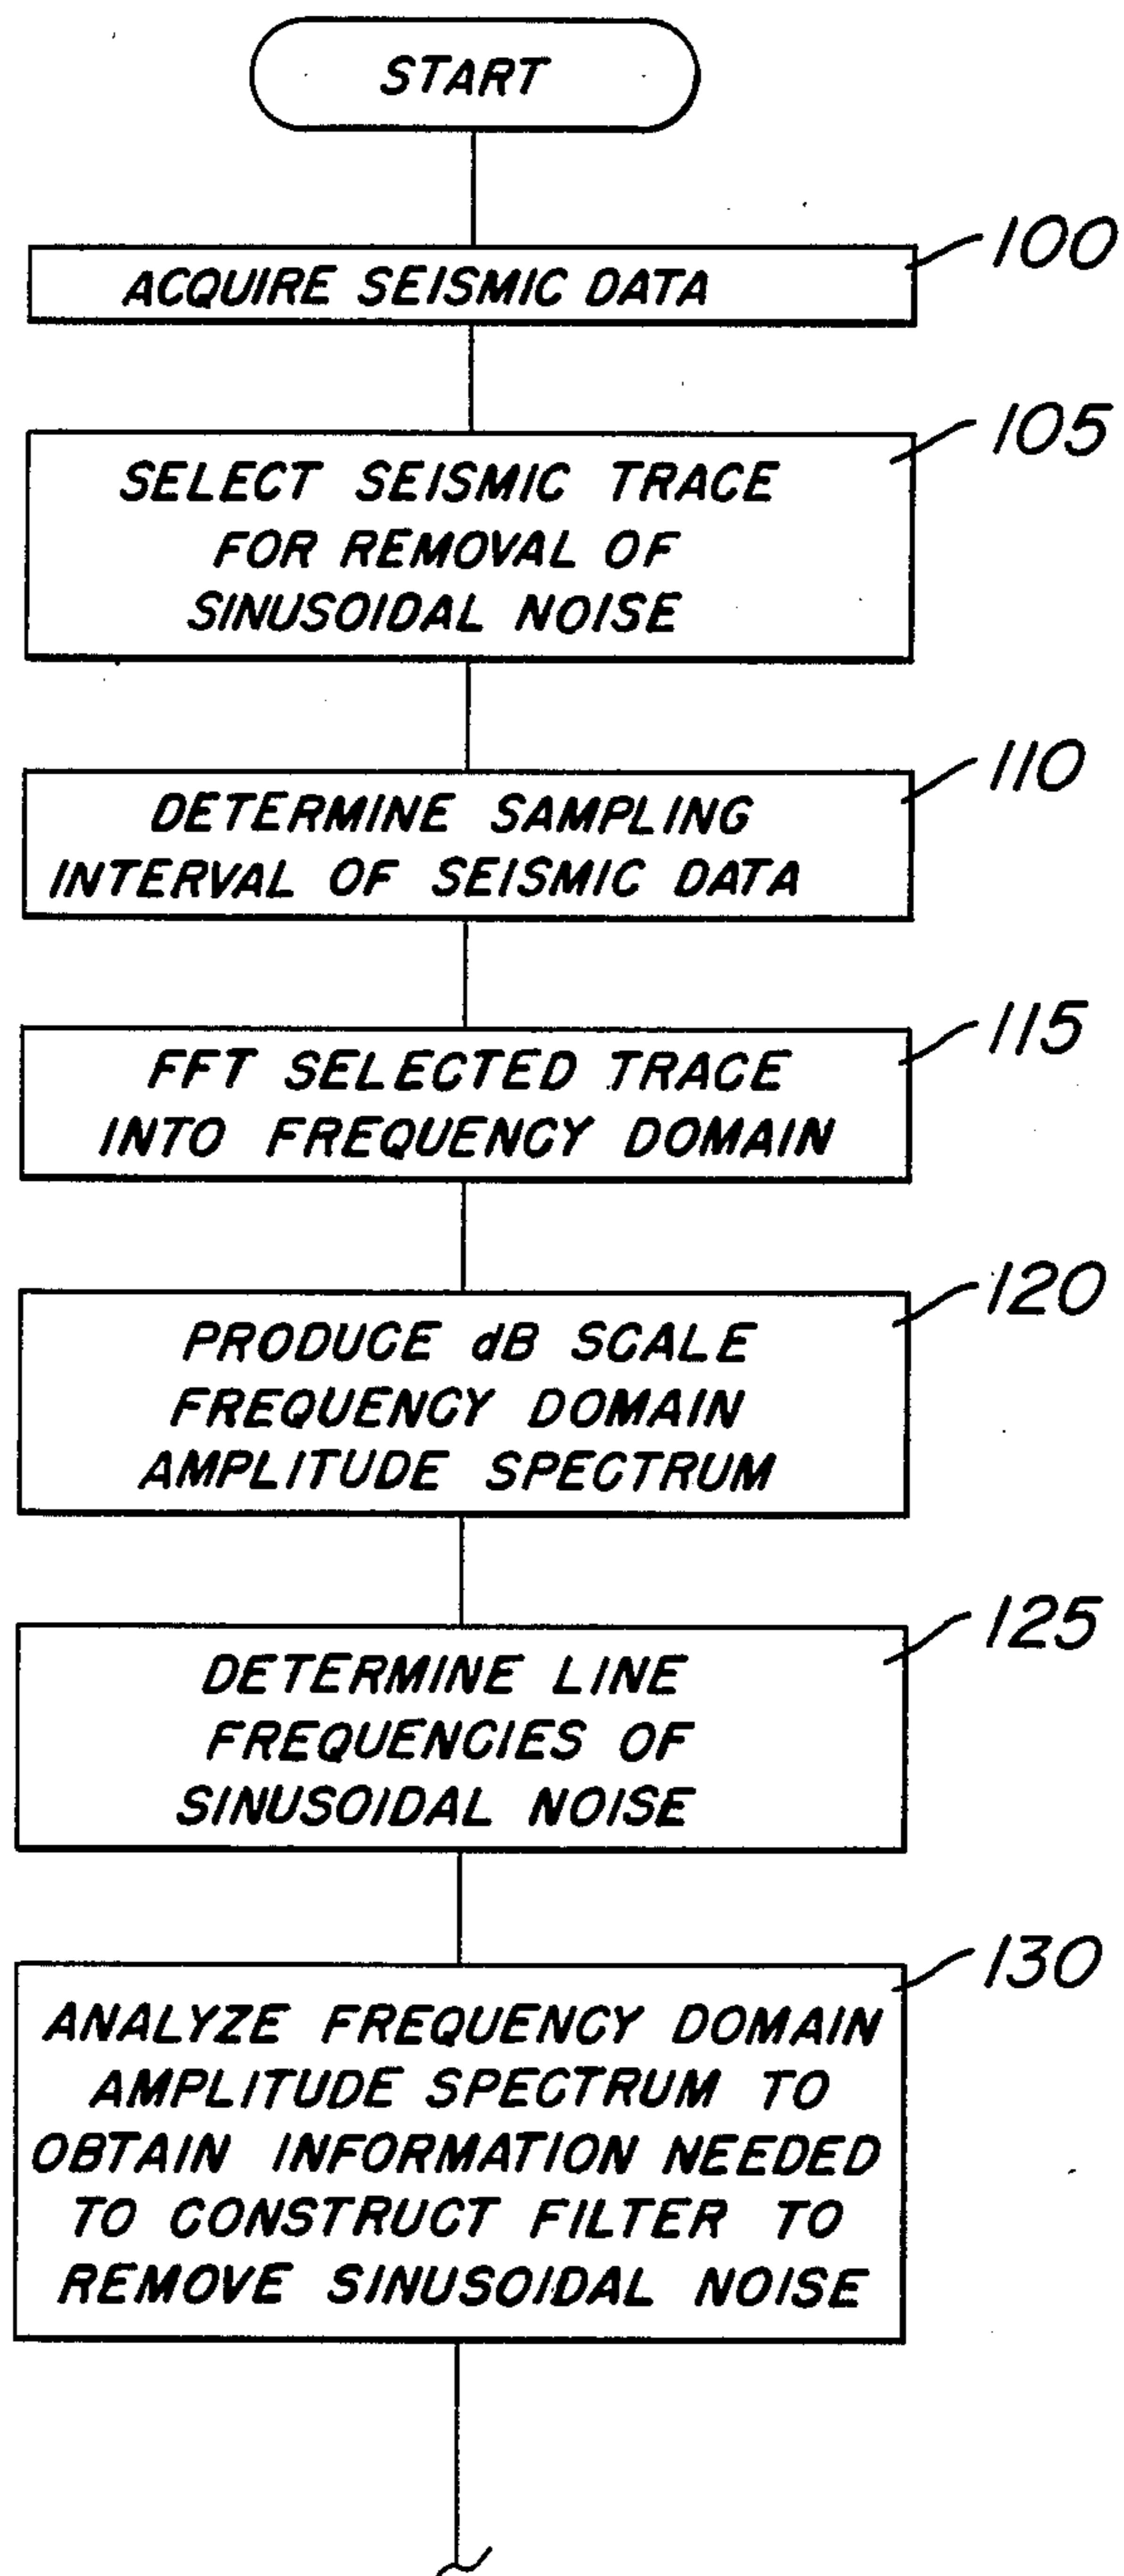 START
100
ACQUIRE SEISMIC DATA
105
SELECT SEISMIC TRACE
FOR REMOVAL OF
SINUSOIDAL NOISE
110
DETERMINE SAMPLING
INTERVAL OF SEISMIC DATA
115
FFT SELECTED TRACE
INTO FREQUENCY DOMAIN
120
PRODUCE dB SCALE
FREQUENCY DOMAIN
AMPLITUDE SPECTRUM
125
DETERMINE LINE
FREQUENCIES OF
SINUSOIDAL NOISE
130
ANALYZE FREQUENCY DOMAIN
AMPLITUDE SPECTRUM TO
OBTAIN INFORMATION NEEDED
TO CONSTRUCT FILTER TO
REMOVE SINUSOIDAL NOISE